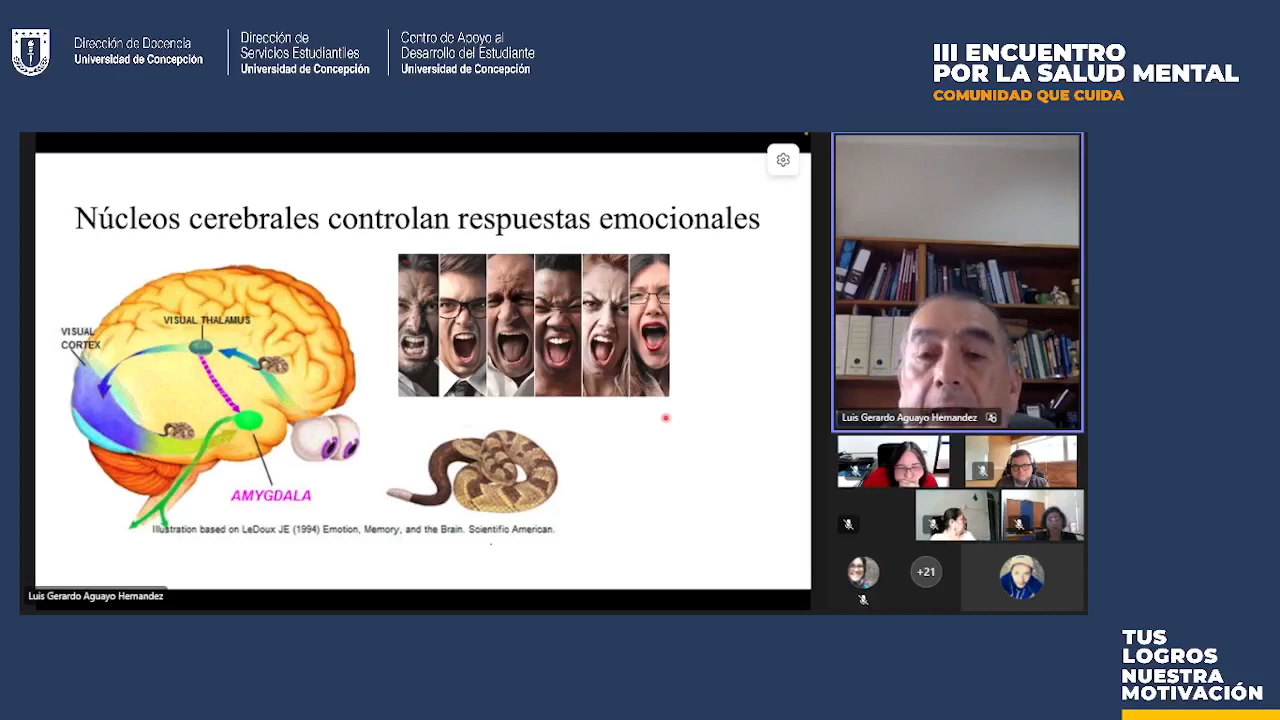 Dirección de Docencia
Universidad de Concepción
Dirección de
Servicios Estudiantiles
Universidad de Concepción
Centro de Apoyo al
Desarrollo del Estudiante
Universidad de Concepción
III ENCUENTRO
POR LA SALUD MENTAL
COMUNIDAD QUE CUIDA
Núcleos cerebrales controlan respuestas emocionales
VISUAL THALAMUS
VISUAL
CORTEX
AMYGDALA
Illustration based on LeDoux JE (1994) Emotion, Memory, and the Brain. Scientific American.
Luis Gerardo Aguayo Hernandez
Luis Gerardo Aguayo Hernandez
+21
TUS
LOGROS
NUESTRA
MOTIVACIÓN